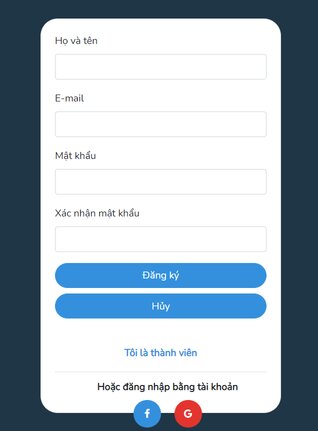 Họ và tên
E-mail
Mật khẩu
Xác nhận mật khẩu
Đăng ký
Hủy
Tôi là thành viên
Hoặc đăng nhập bằng tài khoản
f
G